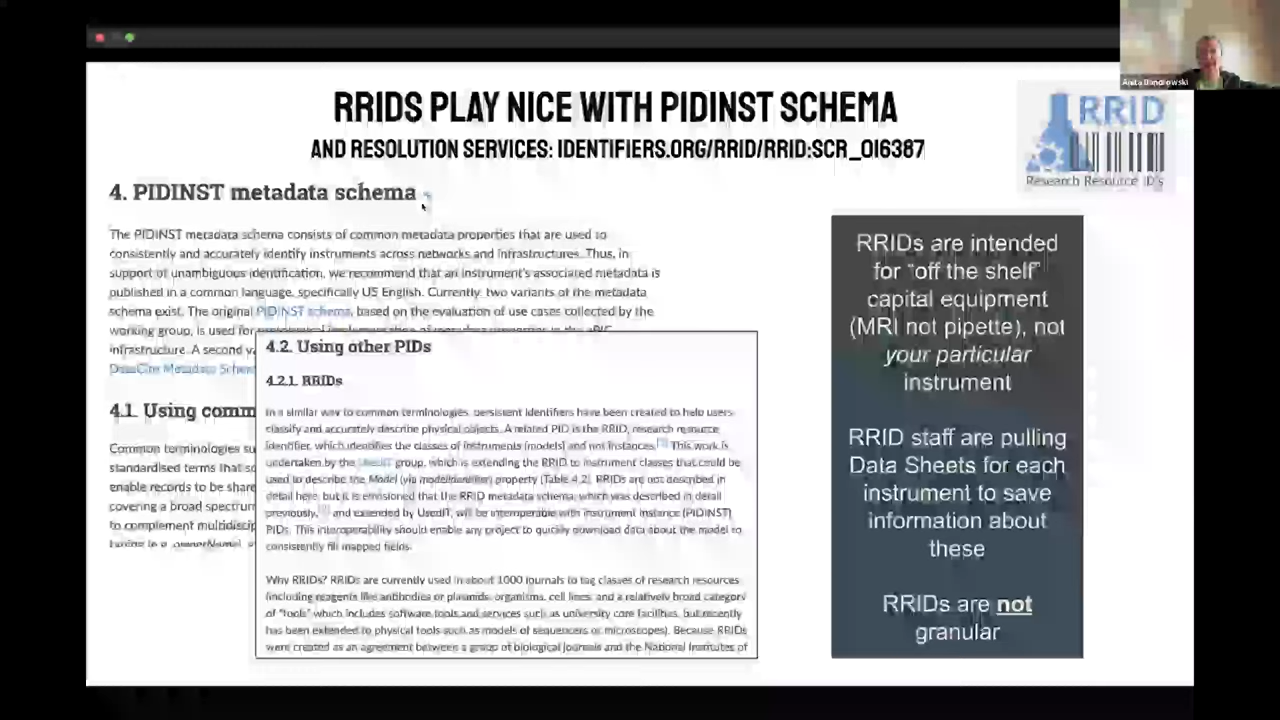 Anita Bandrowski
RRIDS PLAY NICE WITH PIDINST SCHEMA
AND RESOLUTION SERVICES: IDENTIFIERS.ORG/RRID/RRID:SCR_016387
RRID
Research Resource ID's
4. PIDINST metadata schema
The PIDINST metadata schema consists of common metadata properties that are used to
consistently and accurately identify instruments across networks and infrastructures. Thus, in
support of unambiguous identification, we recommend that an instrument's associated metadata is
published in a common language, specifically US English. Currently, two variants of the metadata
schema exist. The original PIDINST schema, based on the evaluation of use cases collected by the
working group, is used for
infrastructure. A second v
DataCite Metadata Schem
4.1. Using comm
Common terminologies su
standardised terms that sc
enable records to be share
covering a broad spectrum
to complement multidiscip
4.2. Using other PIDs
4.2.1. RRIDs
In a similar way to common terminologies, persistent identifiers have been created to help users
classify and accurately describe physical objects. A related PID is the RRID, research resource
identifier, which identifies the classes of instruments (models) and not instances. This work is
undertaken by the UsedIT group, which is extending the RRID to instrument classes that could be
used to describe the Model (via modelIdentifier) property (Table 4.2). RRIDs are not described in
detail here, but it is envisioned that the RRID metadata schema, which was described in detail
previously, and extended by UsedIT, will be interoperable with instrument instance (PIDINST)
PIDs. This interoperability should enable any project to quickly download data about the model to
consistently fill mapped fields.
Why RRIDs? RRIDs are currently used in about 1000 journals to tag classes of research resources
(including reagents like antibodies or plasmids, organisms, cell lines, and a relatively broad category
of "tools" which includes software tools and services such as university core facilities, but recently
has been extended to physical tools such as models of sequencers or microscopes). Because RRIDs
were created as an agreement between a group of biological journals and the National Institutes of
RRIDs are intended
for "off the shelf"
capital equipment
(MRI not pipette), not
your particular
instrument
RRID staff are pulling
Data Sheets for each
instrument to save
information about
these
RRIDs are not
granular